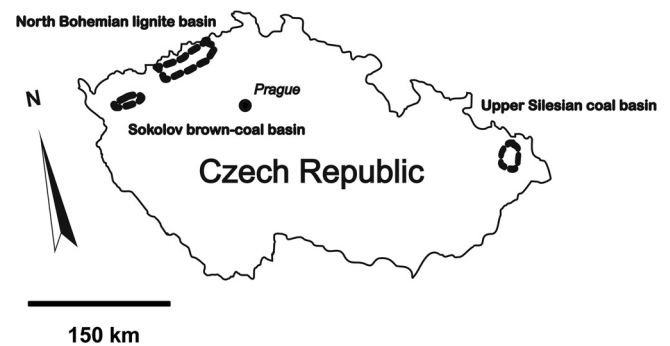 North Bohemian lignite basin
Prague
N
Upper Silesian coal basin
Sokolov brown-coal basin
Czech Republic
150 km